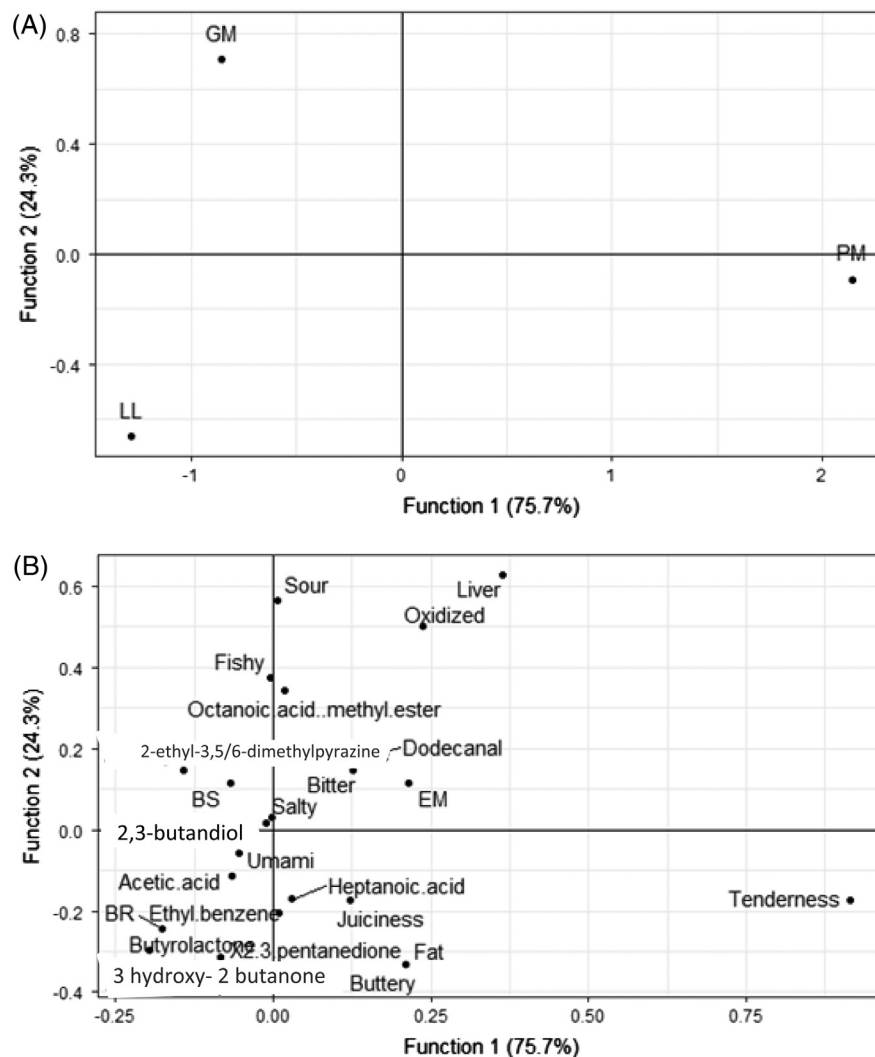 (A)
GM
PM
LL
0.8
0.4
0.0
-0.4
-1
0
1
2
Function 2 (24.3%)
Function 1 (75.7%)
(B)
Sour
Liver
Oxidized
Fishy
Octanoic.acid..methyl.ester
2-ethyl-3,5/6-dimethylpyrazine
Dodecanal
Bitter
BS
EM
Salty
2,3-butandiol
Umami
Acetic.acid
Heptanoic.acid
Tenderness
BR
Ethyl.benzene
Juiciness
Butyrolactone
X2.3.pentanedione
Fat
3 hydroxy- 2 butanone
Buttery
0.6
0.4
0.2
0.0
-0.2
-0.4
-0.25
0.00
0.25
0.50
0.75
Function 2 (24.3%)
Function 1 (75.7%)